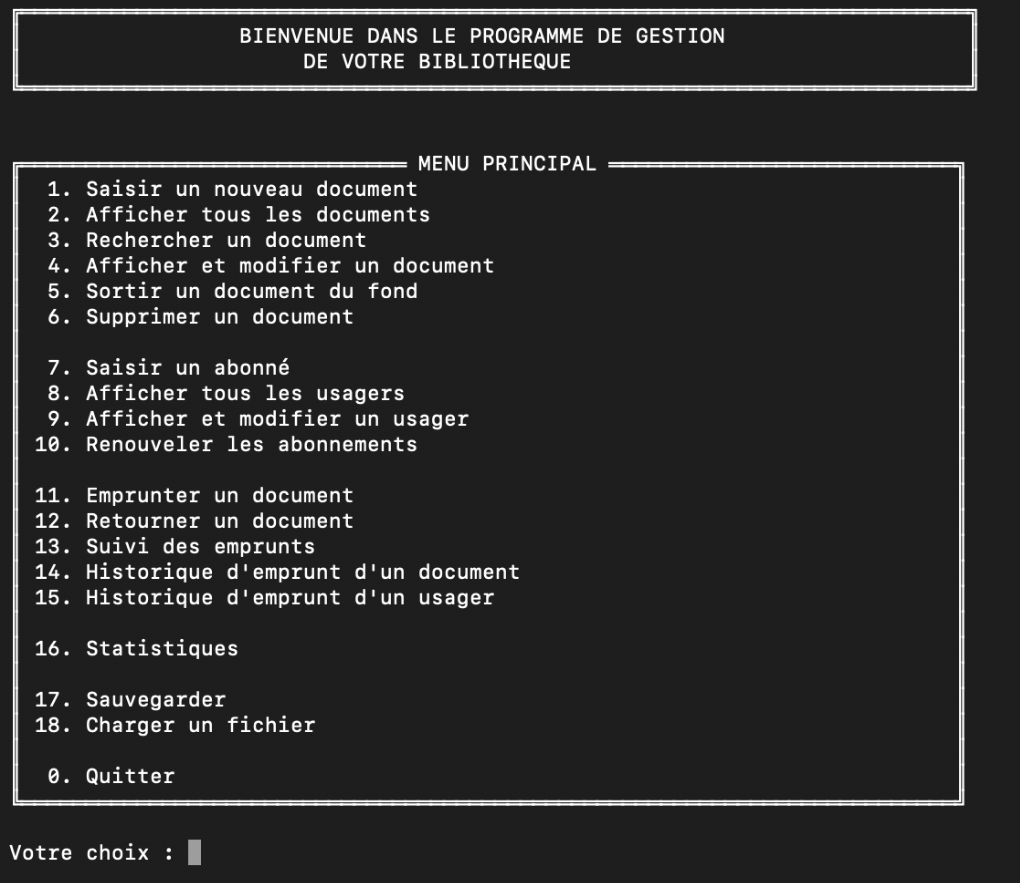 BIENVENUE DANS LE PROGRAMME DE GESTION
DE VOTRE BIBLIOTHEQUE
MENU PRINCIPAL
1. Saisir un nouveau document
2. Afficher tous les documents
3. Rechercher un document
4. Afficher et modifier un document
5. Sortir un document du fond
6. Supprimer un document
7. Saisir un abonné
8. Afficher tous les usagers
9. Afficher et modifier un usager
10. Renouveler les abonnements
11. Emprunter un document
12. Retourner un document
13. Suivi des emprunts
14. Historique d'emprunt d'un document
15. Historique d'emprunt d'un usager
16. Statistiques
17. Sauvegarder
18. Charger un fichier
0. Quitter
Votre choix :